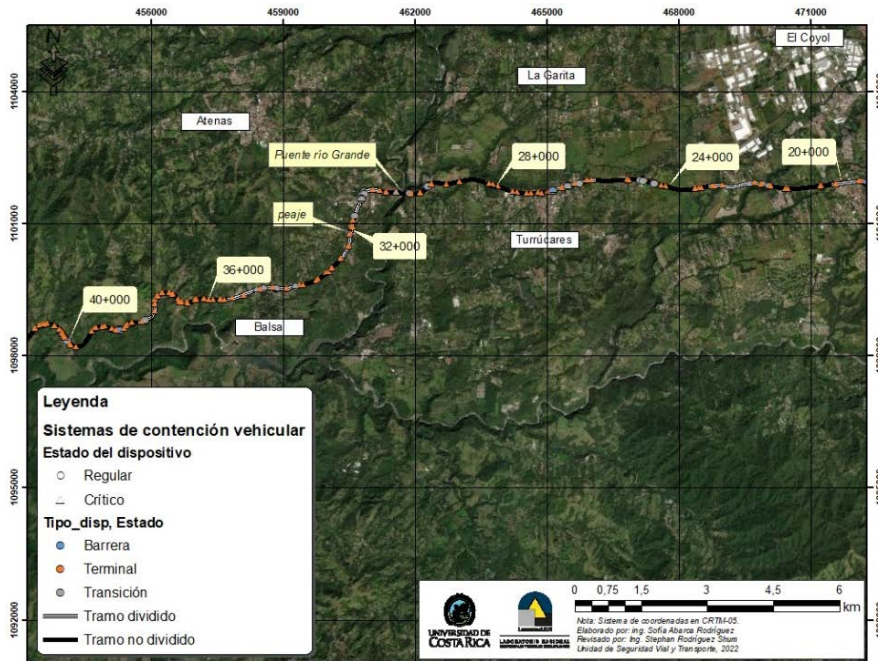 456000 459000 462000 465000 468000 471000
N
El Coyol
La Garita
1104000
Atenas
Puente río Grande
28+000
24+000
20+000
1101000
peaje
32+000
Turrúcares
36+000
40+000
Balsa
1098000
Leyenda
Sistemas de contención vehicular
Estado del dispositivo
Regular
Crítico
Tipo_disp, Estado
Barrera
Terminal
Transición
Tramo dividido
Tramo no dividido
1095000
1092000
UNIVERSIDAD DE
COSTA RICA
LanammeUCR
LABORATORIO NACIONAL
0 0,75 1,5 3 4,5 6
km
Nota: Sistema de coordenadas en CRTM-05.
Elaborado por: ing. Sofía Abarca Rodríguez
Revisado por: Ing. Stephan Rodríguez Shum
Unidad de Seguridad Vial y Transporte, 2022